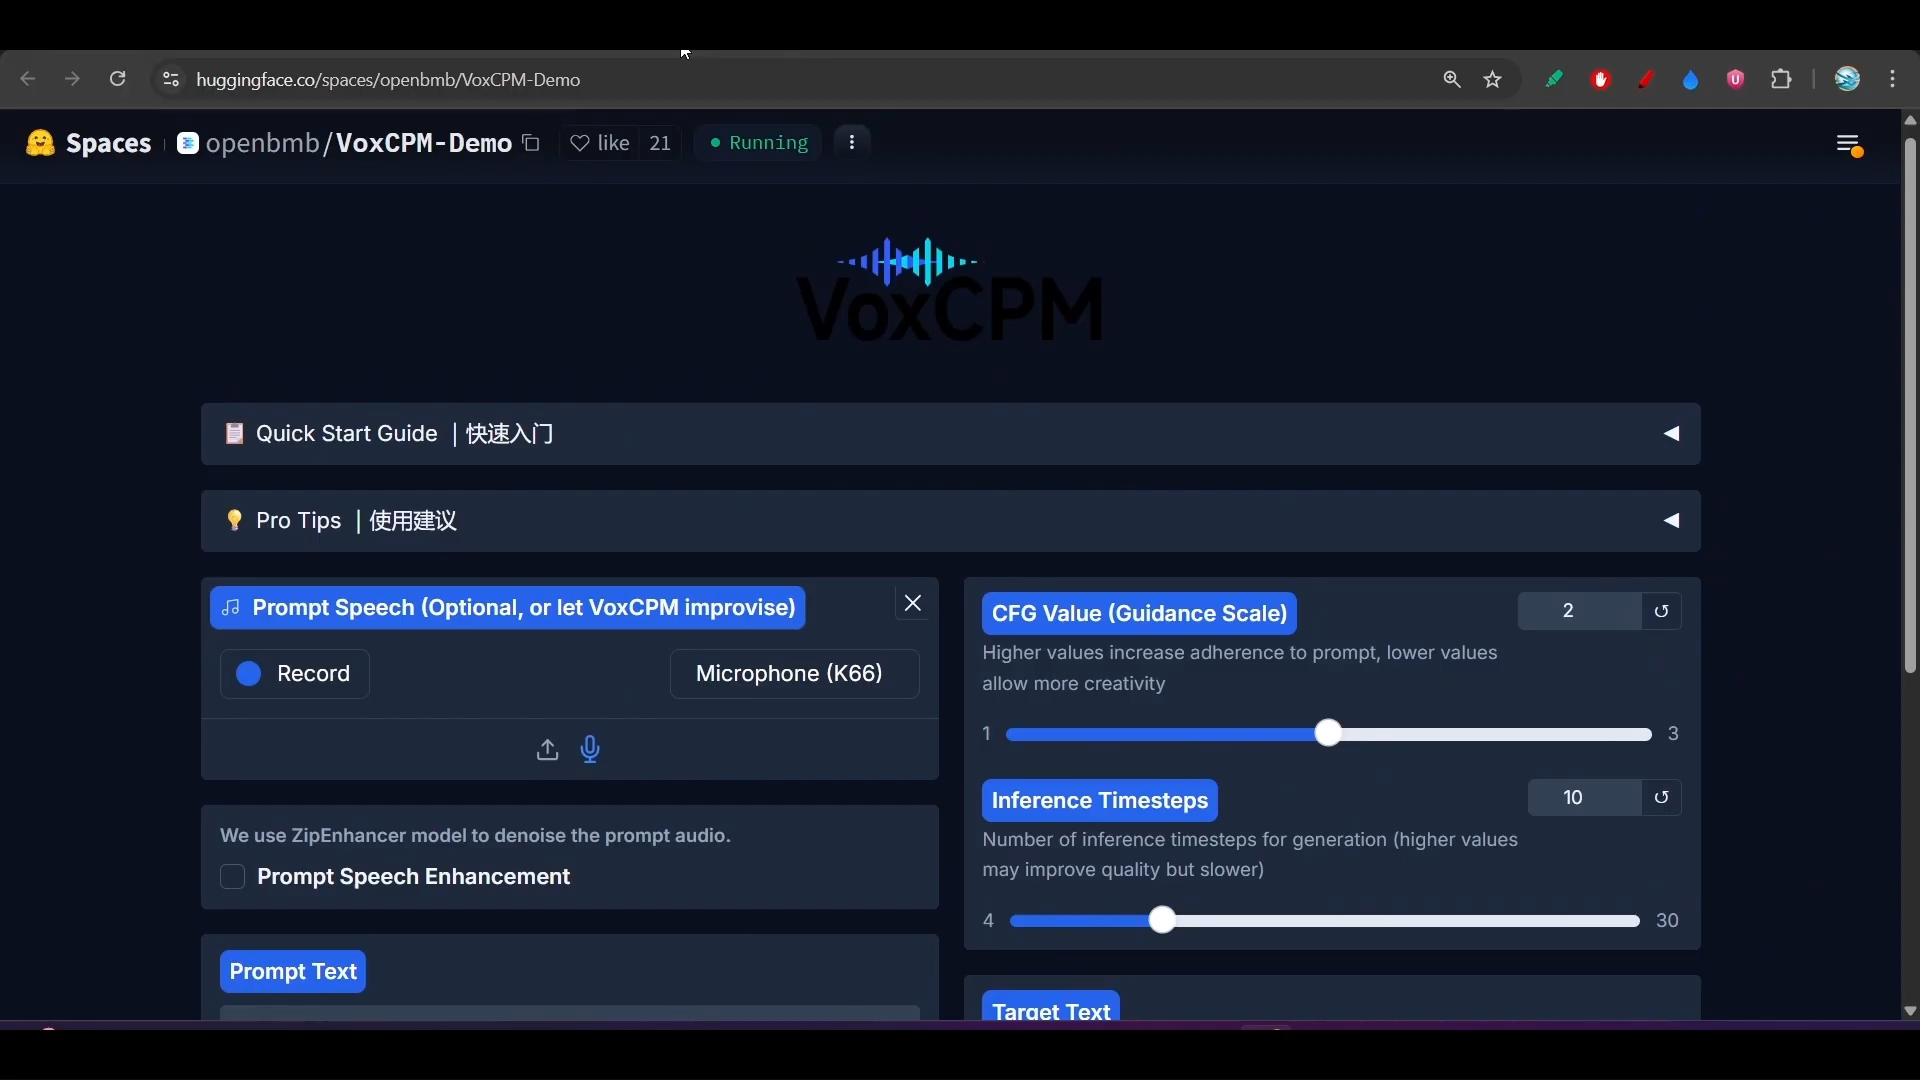 huggingface.co/spaces/openbmb/VoxCPM-Demo
Spaces openbmb/VoxCPM-Demo like 21 Running
VoxCPM
Quick Start Guide ｜快速入门
Pro Tips ｜使用建议
Prompt Speech (Optional, or let VoxCPM improvise)
Record
Microphone (K66)
We use ZipEnhancer model to denoise the prompt audio.
Prompt Speech Enhancement
Prompt Text
CFG Value (Guidance Scale)
2
Higher values increase adherence to prompt, lower values
allow more creativity
1
3
Inference Timesteps
10
Number of inference timesteps for generation (higher values
may improve quality but slower)
4
30
Target Text